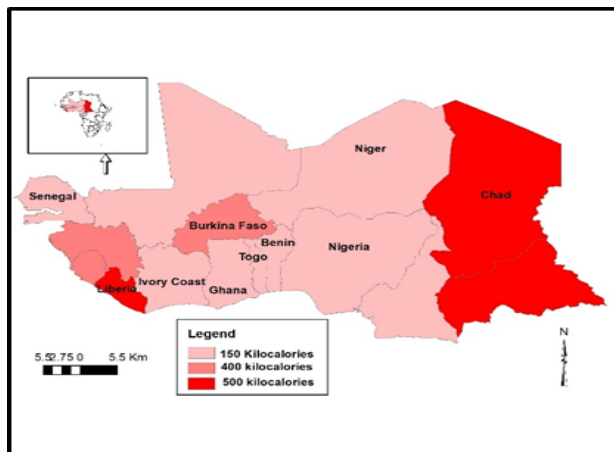 Niger
Senegal
Chad
Burkina Faso
Benin
Nigeria
Togo
Liberia
Ivory Coast
Ghana
Legend
150 Kilocalories
400 kilocalories
500 kilocalories
5.52.75 0 5.5 Km
N